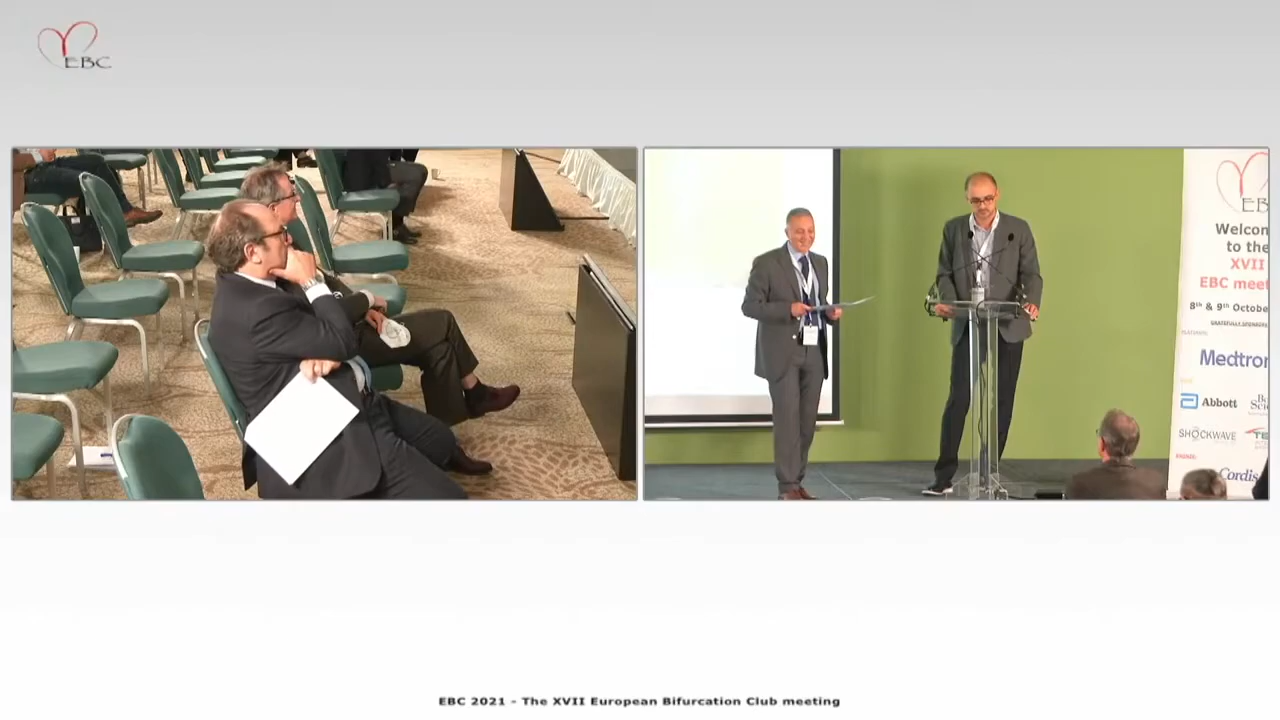 EBC
EBC
Welcom
to the
XVII
EBC meet
8th & 9th Octobe
Medtron
Abbott
SHOCKWAVE
Cordis
EBC 2021 - The XVII European Bifurcation Club meeting